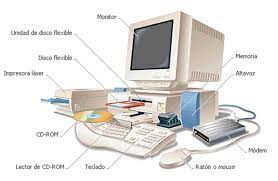 Monitor
Unidad de disco flexible
Disco flexible
Impresora láser
Memoria
Altavoz
CD-ROM
Módem
Lector de CD-ROM
Teclado
Ratón o mouse